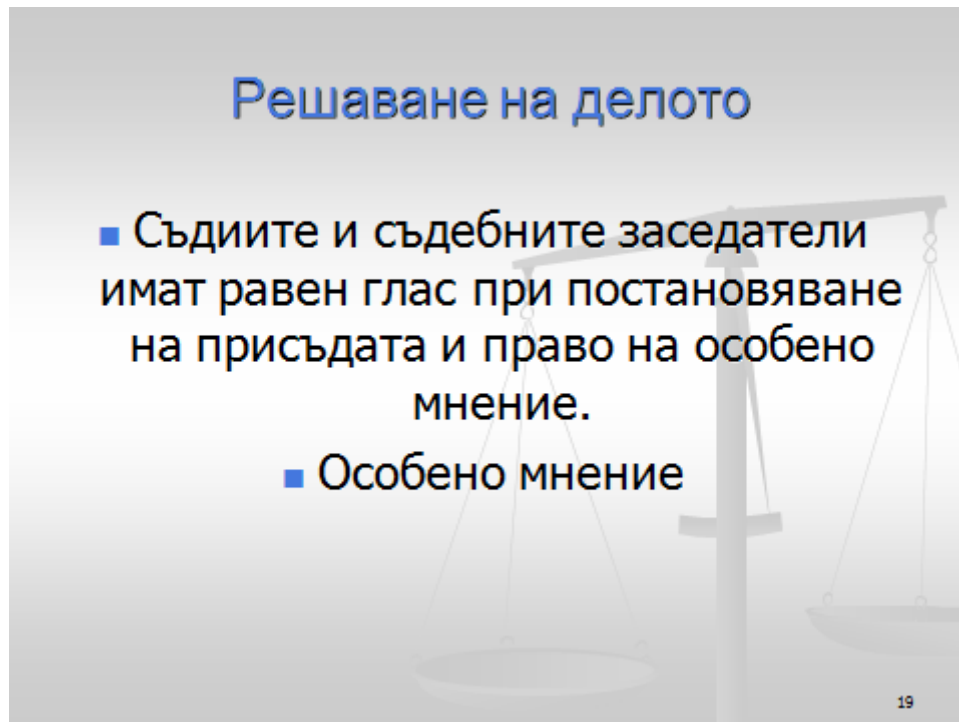 Решаване на делото
▪ Съдиите и съдебните заседатели
имат равен глас при постановяване
на присъдата и право на особено
мнение.
▪ Особено мнение
19